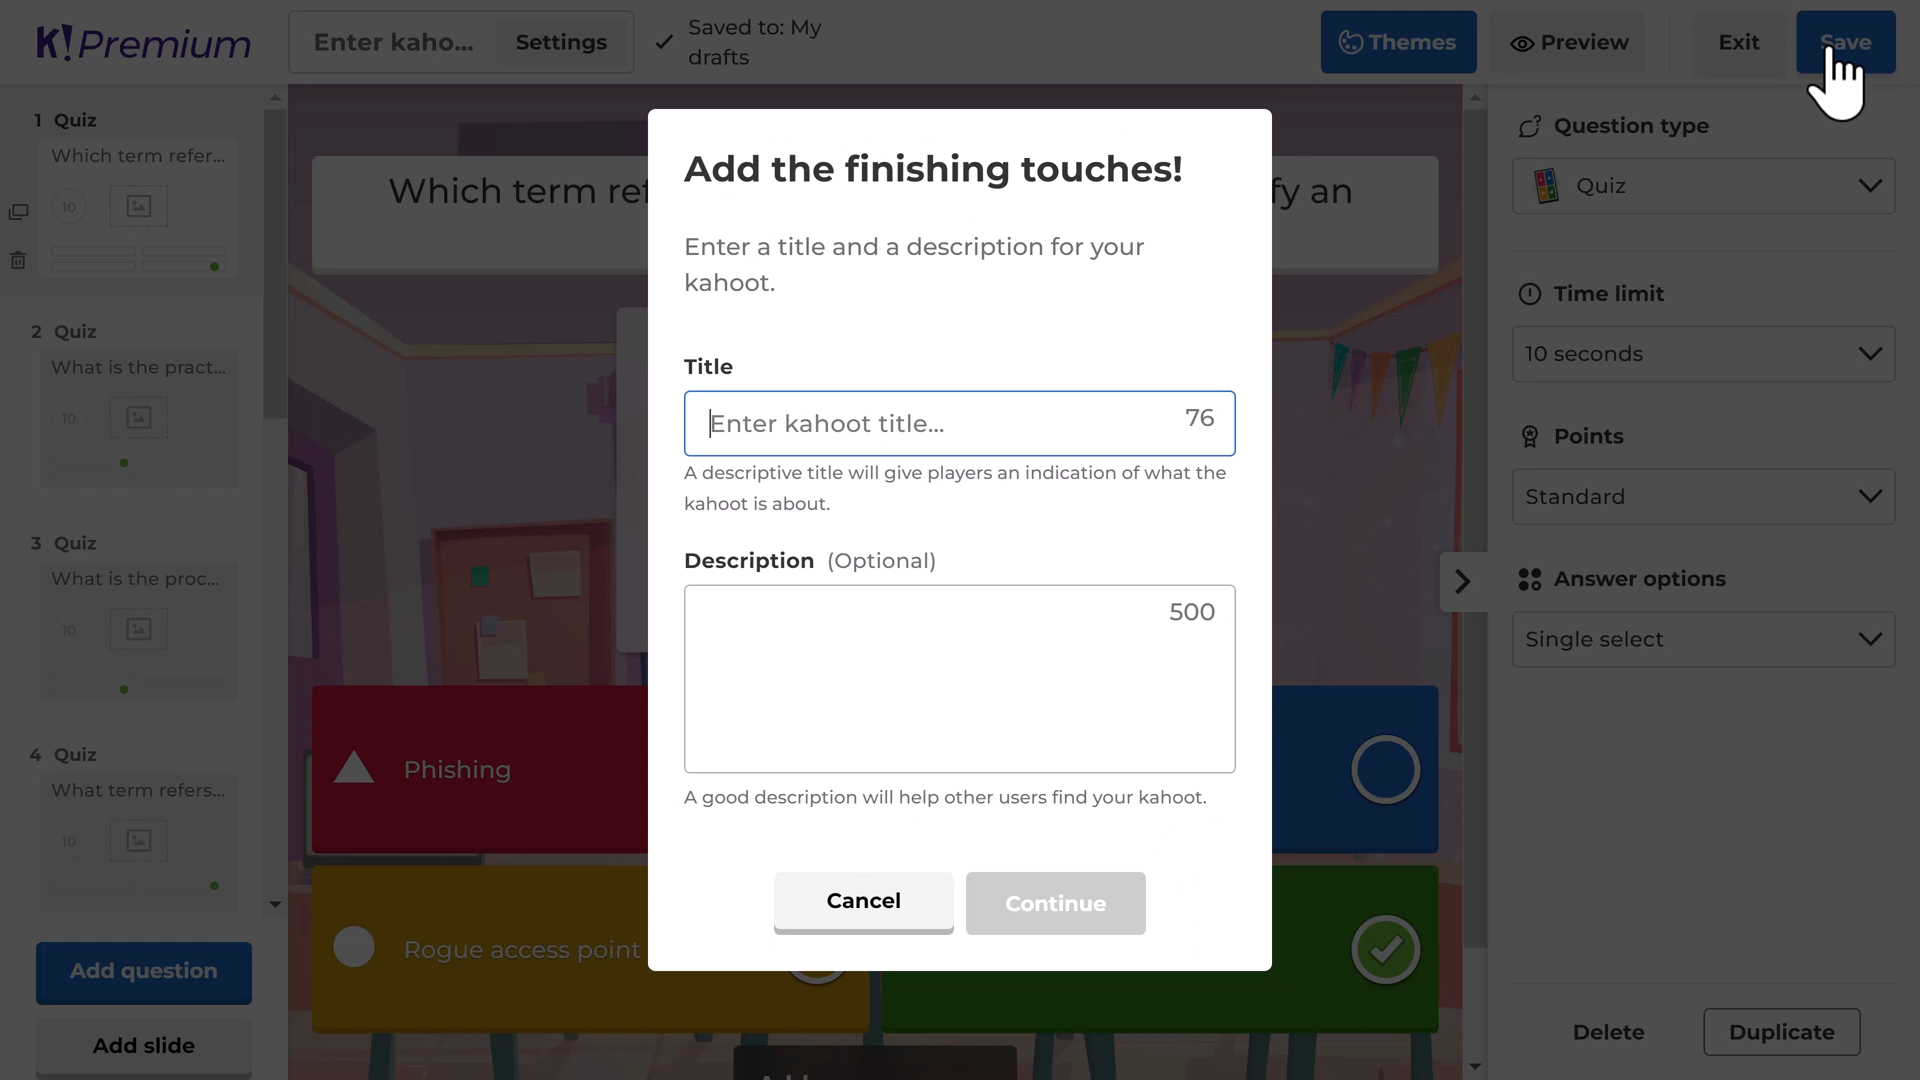 K!Premium
Enter kaho...
Settings
Saved to: My
drafts
Themes
Preview
Exit
Save
1 Quiz
Which term refer...
10
2 Quiz
What is the pract...
10
3 Quiz
What is the proc...
10
4 Quiz
What term refers...
10
Add question
Add slide
Which term ref
fy an
Phishing
Rogue access point
Add the finishing touches!
Enter a title and a description for your
kahoot.
Title
Enter kahoot title...
76
A descriptive title will give players an indication of what the
kahoot is about.
Description (Optional)
500
A good description will help other users find your kahoot.
Cancel
Continue
Question type
Quiz
Time limit
10 seconds
Points
Standard
Answer options
Single select
Delete
Duplicate